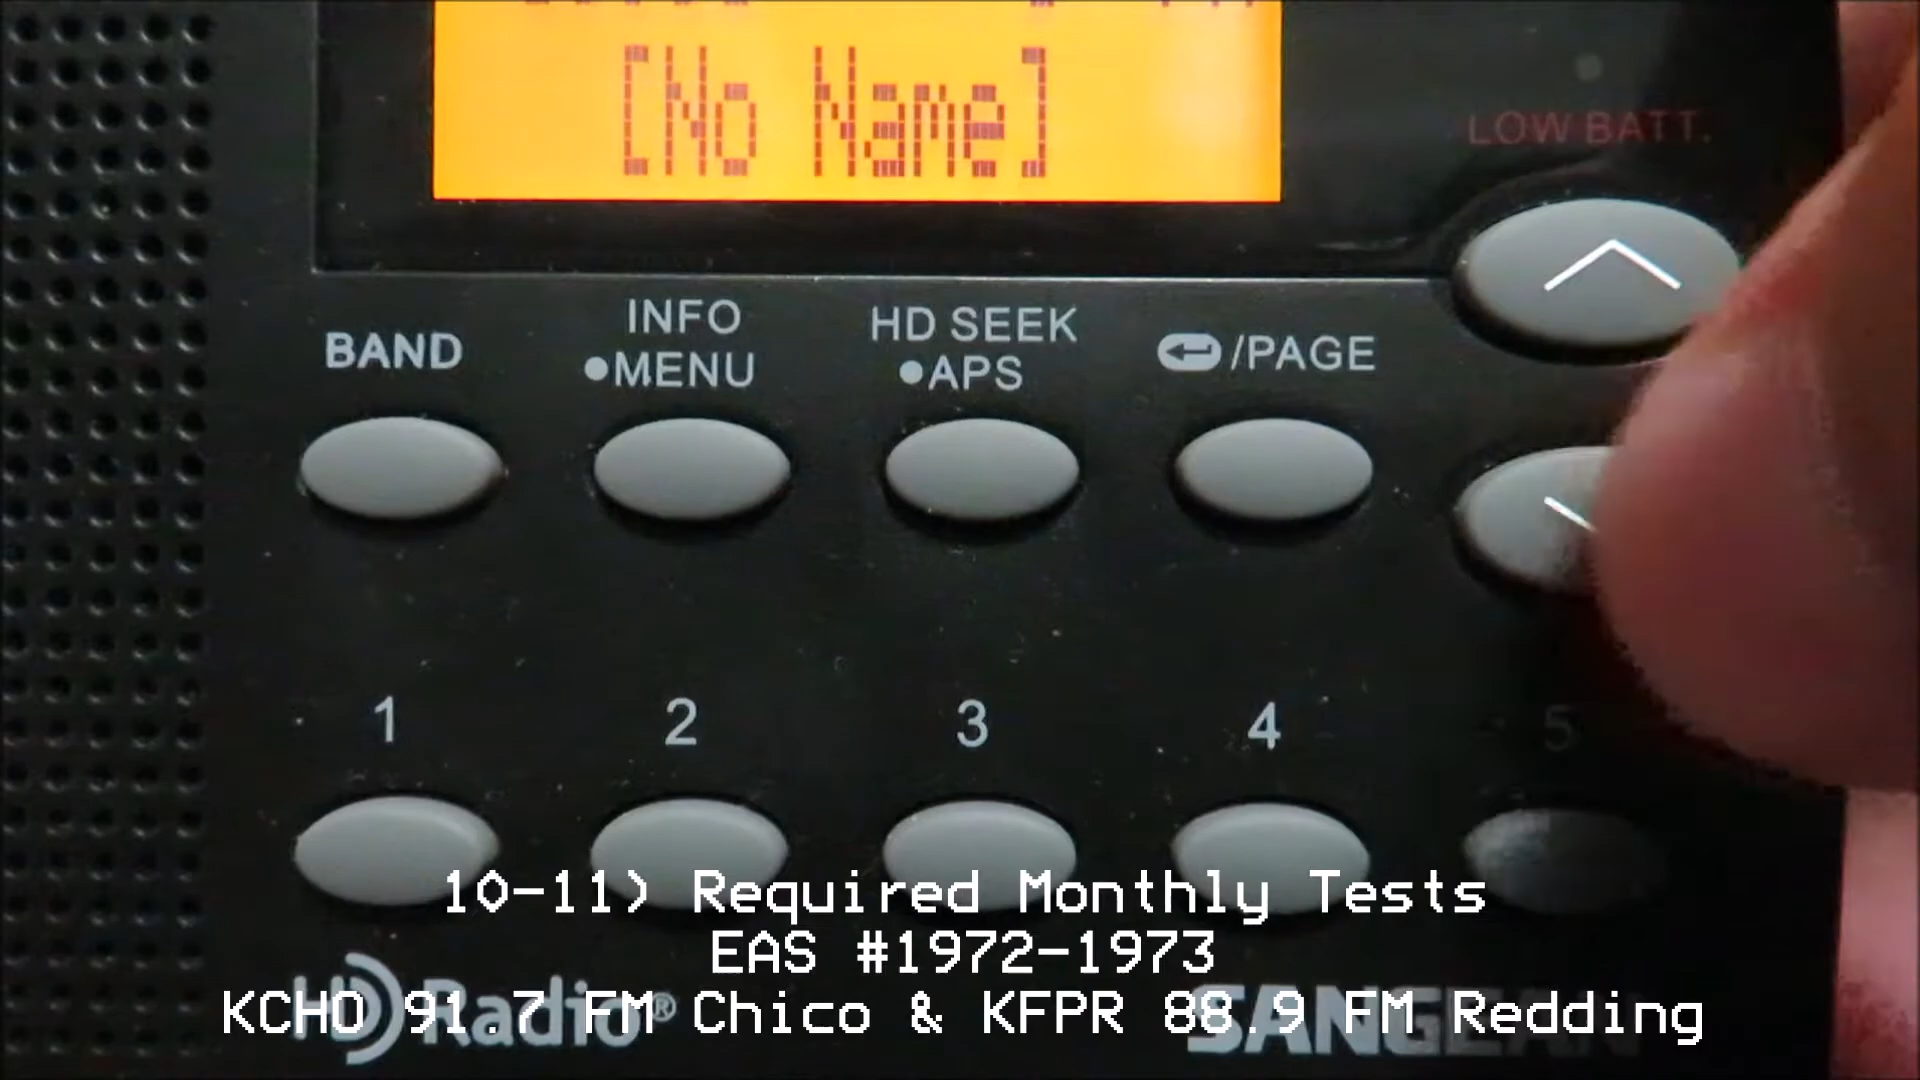 [No Name]
LOW BATT.
BAND
INFO
•MENU
HD SEEK
•APS
/PAGE
1
2
3
4
5
10-11) Required Monthly Tests
EAS #1972-1973
HD Radio®
SANGEAN
KCHO 91.7 FM Chico & KFPR 88.9 FM Redding